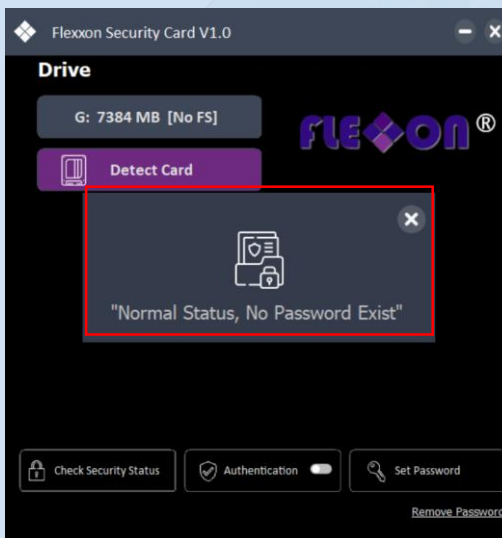 Flexxon Security Card V1.0
Drive
G: 7384 MB [No FS]
FLEXON®
Detect Card
"Normal Status, No Password Exist"
Check Security Status
Authentication
Set Password
Remove Password